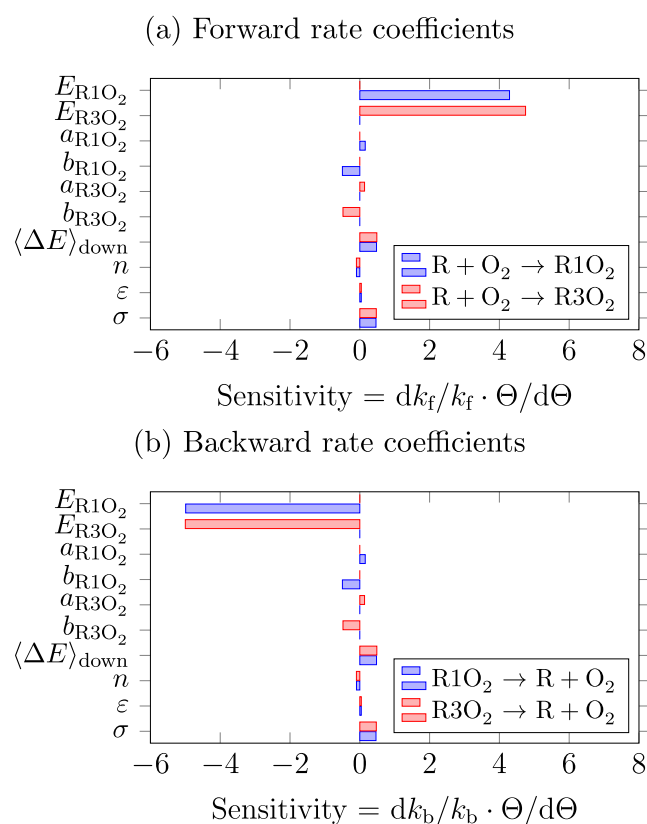 (a) Forward rate coefficients
E_R1O₂
E_R3O₂
a_R1O₂
b_R1O₂
a_R3O₂
b_R3O₂
⟨ΔE⟩_down
n
ε
σ
R + O₂ → R1O₂
R + O₂ → R3O₂
−6 −4 −2 0 2 4 6 8
Sensitivity = dk_f/k_f · Θ/dΘ
(b) Backward rate coefficients
E_R1O₂
E_R3O₂
a_R1O₂
b_R1O₂
a_R3O₂
b_R3O₂
⟨ΔE⟩_down
n
ε
σ
R1O₂ → R + O₂
R3O₂ → R + O₂
−6 −4 −2 0 2 4 6 8
Sensitivity = dk_b/k_b · Θ/dΘ